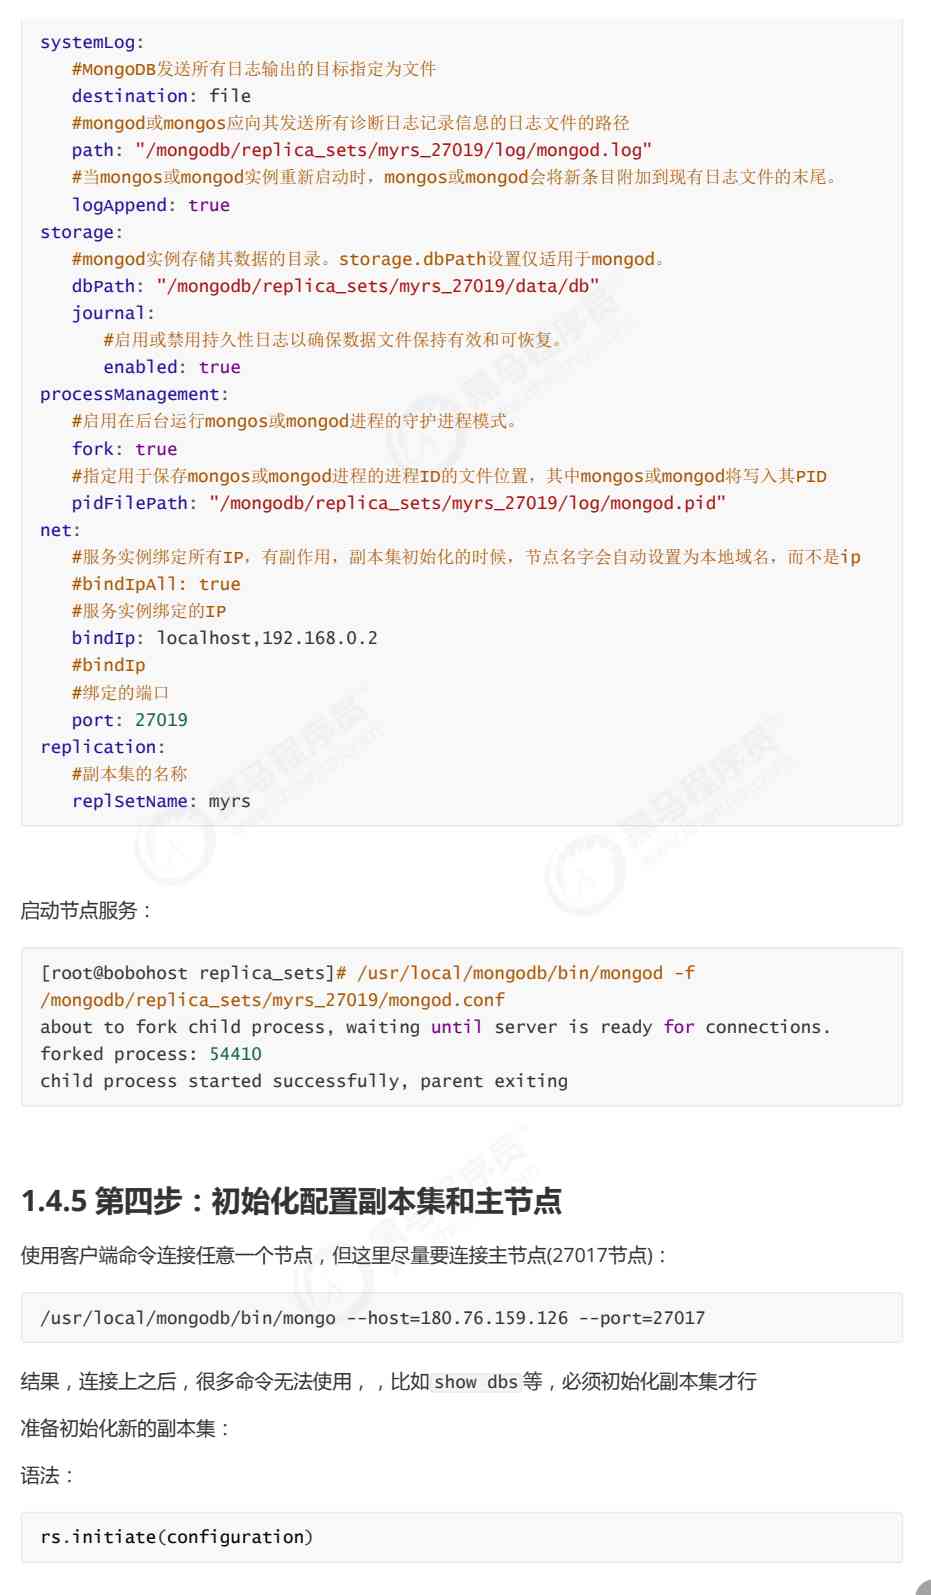 systemLog:
#MongoDB发送所有日志输出的目标指定为文件
destination: file
#mongod或mongos应向其发送所有诊断日志记录信息的日志文件的路径
path: "/mongodb/replica_sets/myrs_27019/log/mongod.log"
#当mongos或mongod实例重新启动时，mongos或mongod会将新条目附加到现有日志文件的末尾。
logAppend: true
storage:
#mongod实例存储其数据的目录。storage.dbPath设置仅适用于mongod。
dbPath: "/mongodb/replica_sets/myrs_27019/data/db"
journal:
#启用或禁用持久性日志以确保数据文件保持有效和可恢复。
enabled: true
processManagement:
#启用在后台运行mongos或mongod进程的守护进程模式。
fork: true
#指定用于保存mongos或mongod进程的进程ID的文件位置，其中mongos或mongod将写入其PID
pidFilePath: "/mongodb/replica_sets/myrs_27019/log/mongod.pid"
net:
#服务实例绑定所有IP，有副作用，副本集初始化的时候，节点名字会自动设置为本地域名，而不是ip
#bindIpAll: true
#服务实例绑定的IP
bindIp: localhost,192.168.0.2
#bindIp
#绑定的端口
port: 27019
replication:
#副本集的名称
replSetName: myrs
启动节点服务：
[root@bobohost replica_sets]# /usr/local/mongodb/bin/mongod -f
/mongodb/replica_sets/myrs_27019/mongod.conf
about to fork child process, waiting until server is ready for connections.
forked process: 54410
child process started successfully, parent exiting
1.4.5 第四步：初始化配置副本集和主节点
使用客户端命令连接任意一个节点，但这里尽量要连接主节点(27017节点)：
/usr/local/mongodb/bin/mongo --host=180.76.159.126 --port=27017
结果，连接上之后，很多命令无法使用，，比如 show dbs 等，必须初始化副本集才行
准备初始化新的副本集：
语法：
rs.initiate(configuration)
黑马程序员
黑马程序员
黑马程序员
黑马程序员